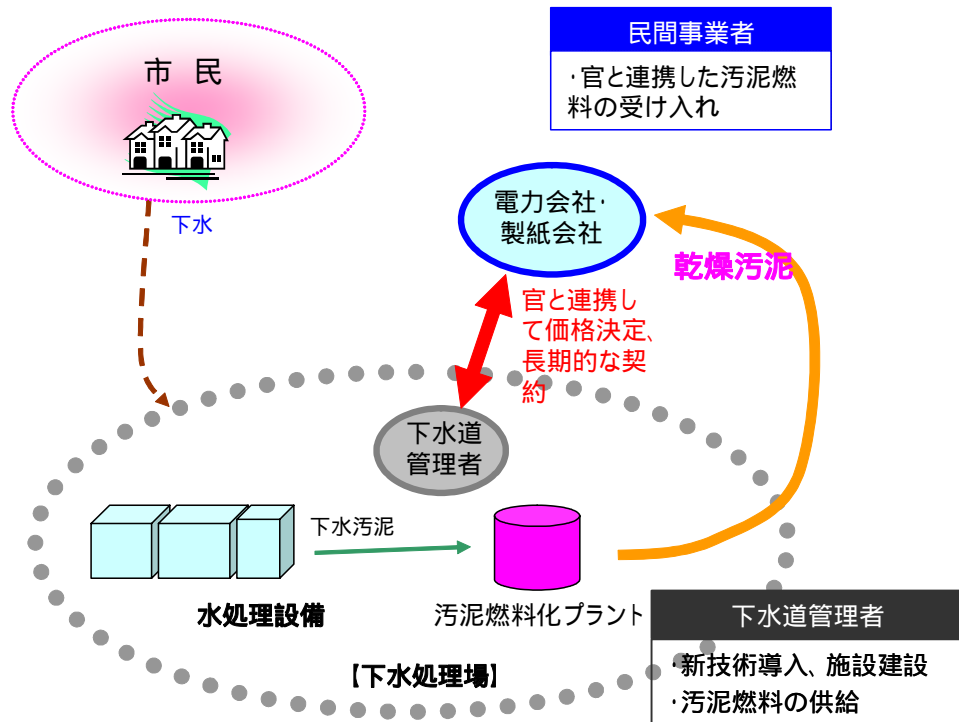 市 民
民間事業者
・官と連携した汚泥燃
料の受け入れ
電力会社・
製紙会社
下水
乾燥汚泥
官と連携し
て価格決定、
長期的な契
約
下水道
管理者
下水汚泥
水処理設備
汚泥燃料化プラント
【下水処理場】
下水道管理者
・新技術導入、施設建設
・汚泥燃料の供給